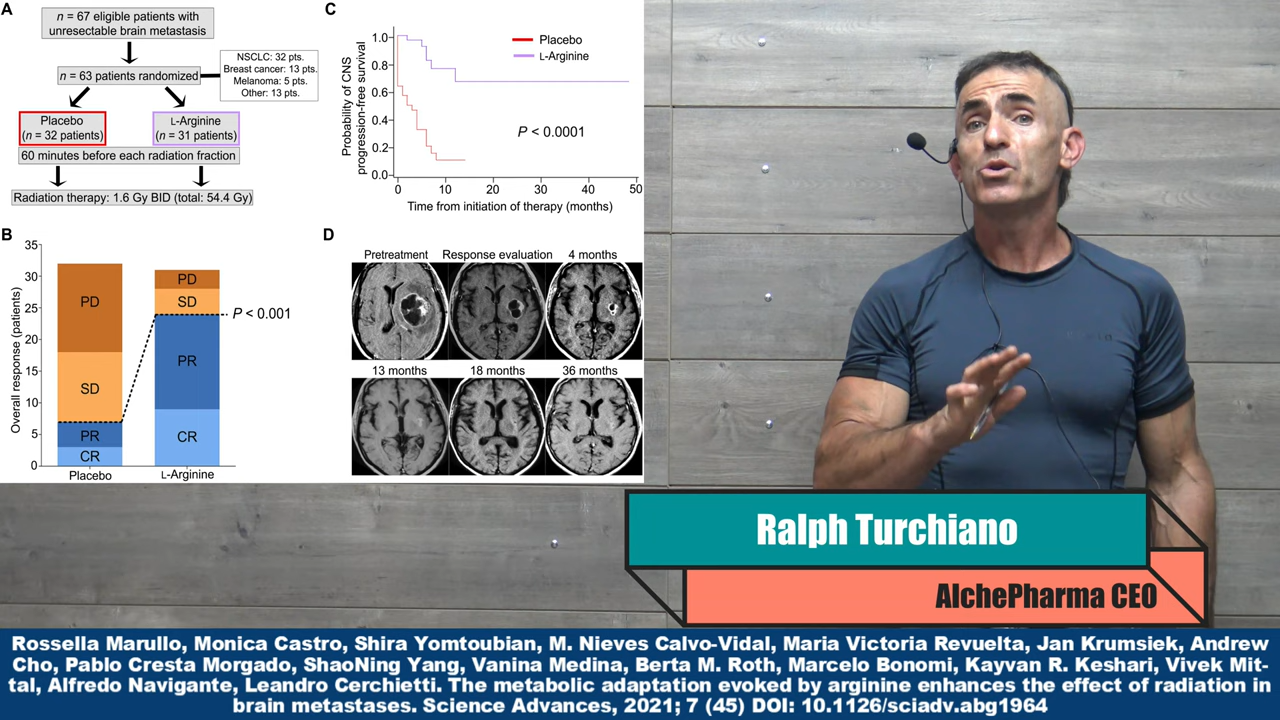 A
n = 67 eligible patients with
unresectable brain metastasis
n = 63 patients randomized
NSCLC: 32 pts.
Breast cancer: 13 pts.
Melanoma: 5 pts.
Other: 13 pts.
Placebo
(n = 32 patients)
L-Arginine
(n = 31 patients)
60 minutes before each radiation fraction
Radiation therapy: 1.6 Gy BID (total: 54.4 Gy)
B
Overall response (patients)
35
30
25
20
15
10
5
0
PD
SD
PR
CR
PD
SD
PR
CR
P < 0.001
Placebo
L-Arginine
C
Probability of CNS
progression-free survival
1.0
0.8
0.6
0.4
0.2
0.0
Placebo
L-Arginine
P < 0.0001
0 10 20 30 40 50
Time from initiation of therapy (months)
D
Pretreatment Response evaluation 4 months
13 months 18 months 36 months
Ralph Turchiano
AlchePharma CEO
Rossella Marullo, Monica Castro, Shira Yomtoubian, M. Nieves Calvo-Vidal, Maria Victoria Revuelta, Jan Krumsiek, Andrew
Cho, Pablo Cresta Morgado, ShaoNing Yang, Vanina Medina, Berta M. Roth, Marcelo Bonomi, Kayvan R. Keshari, Vivek Mit-
tal, Alfredo Navigante, Leandro Cerchietti. The metabolic adaptation evoked by arginine enhances the effect of radiation in
brain metastases. Science Advances, 2021; 7 (45) DOI: 10.1126/sciadv.abg1964